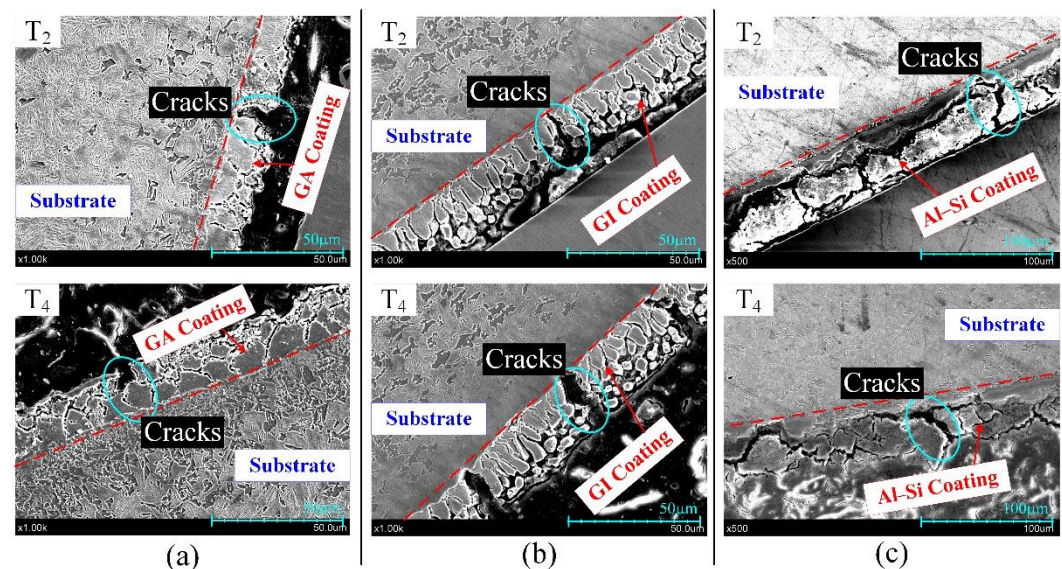 T2
Cracks
GA Coating
Substrate
50μm
x1.00k
50.0um
T2
Cracks
Substrate
GI Coating
50μm
x1.00k
50.0um
T2
Cracks
Substrate
Al–Si Coating
100μm
x500
100um
T4
GA Coating
Cracks
Substrate
50μm
x1.00k
50.0um
T4
Cracks
Substrate
GI Coating
50μm
x1.00k
50.0um
T4
Substrate
Cracks
Al–Si Coating
100μm
x500
100um
(a)
(b)
(c)